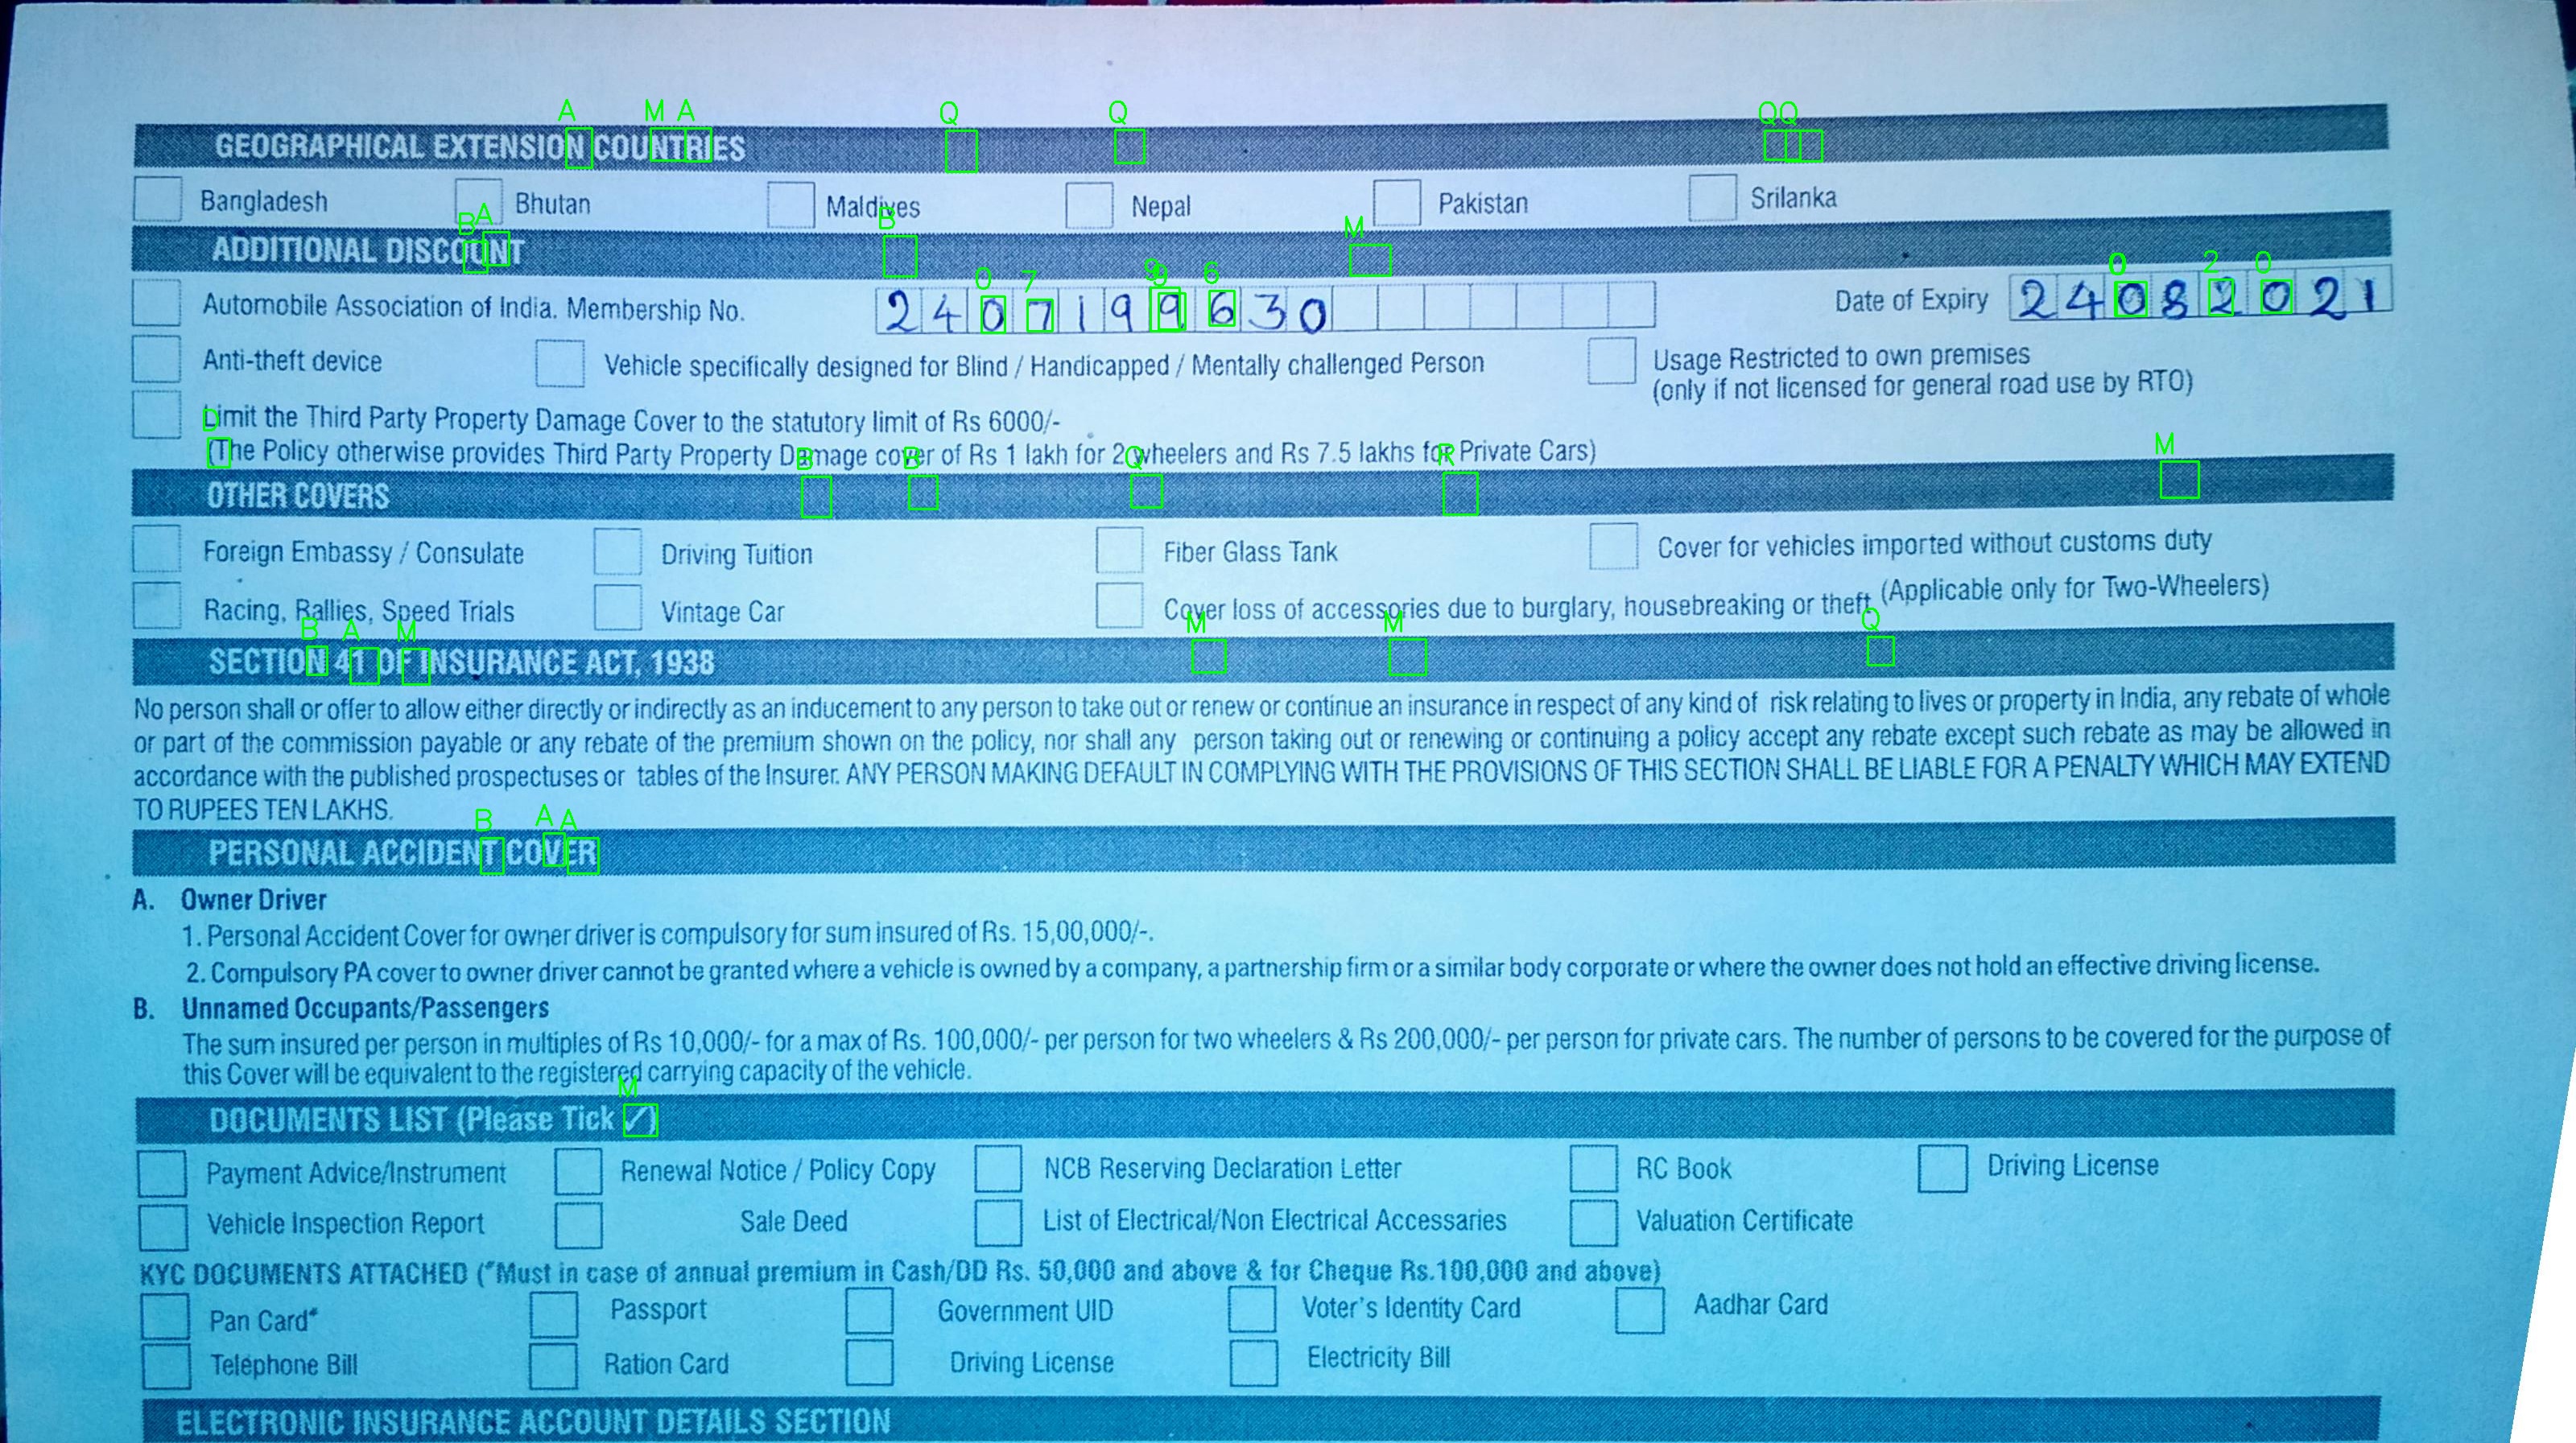 GEOGRAPHICAL EXTENSION COUNTRIES
Bangladesh Bhutan Maldives Nepal Pakistan Srilanka
ADDITIONAL DISCOUNT
Automobile Association of India. Membership No. 24071999630 Date of Expiry 24082021
Anti-theft device Vehicle specifically designed for Blind / Handicapped / Mentally challenged Person Usage Restricted to own premises
(only if not licensed for general road use by RTO)
Limit the Third Party Property Damage Cover to the statutory limit of Rs 6000/-
(The Policy otherwise provides Third Party Property Damage cover of Rs 1 lakh for 2 wheelers and Rs 7.5 lakhs for Private Cars)
OTHER COVERS
Foreign Embassy / Consulate Driving Tuition Fiber Glass Tank Cover for vehicles imported without customs duty
Racing, Rallies, Speed Trials Vintage Car Cover loss of accessories due to burglary, housebreaking or theft (Applicable only for Two-Wheelers)
SECTION 41 OF INSURANCE ACT, 1938
No person shall or offer to allow either directly or indirectly as an inducement to any person to take out or renew or continue an insurance in respect of any kind of risk relating to lives or property in India, any rebate of whole
or part of the commission payable or any rebate of the premium shown on the policy, nor shall any person taking out or renewing or continuing a policy accept any rebate except such rebate as may be allowed in
accordance with the published prospectuses or tables of the Insurer. ANY PERSON MAKING DEFAULT IN COMPLYING WITH THE PROVISIONS OF THIS SECTION SHALL BE LIABLE FOR A PENALTY WHICH MAY EXTEND
TO RUPEES TEN LAKHS.
PERSONAL ACCIDENT COVER
A. Owner Driver
1. Personal Accident Cover for owner driver is compulsory for sum insured of Rs. 15,00,000/-.
2. Compulsory PA cover to owner driver cannot be granted where a vehicle is owned by a company, a partnership firm or a similar body corporate or where the owner does not hold an effective driving license.
B. Unnamed Occupants/Passengers
The sum insured per person in multiples of Rs 10,000/- for a max of Rs. 100,000/- per person for two wheelers & Rs 200,000/- per person for private cars. The number of persons to be covered for the purpose of
this Cover will be equivalent to the registered carrying capacity of the vehicle.
DOCUMENTS LIST (Please Tick ✓)
Payment Advice/Instrument Renewal Notice / Policy Copy NCB Reserving Declaration Letter RC Book Driving License
Vehicle Inspection Report Sale Deed List of Electrical/Non Electrical Accessaries Valuation Certificate
KYC DOCUMENTS ATTACHED (*Must in case of annual premium in Cash/DD Rs. 50,000 and above & for Cheque Rs.100,000 and above)
Pan Card* Passport Government UID Voter's Identity Card Aadhar Card
Telephone Bill Ration Card Driving License Electricity Bill
ELECTRONIC INSURANCE ACCOUNT DETAILS SECTION